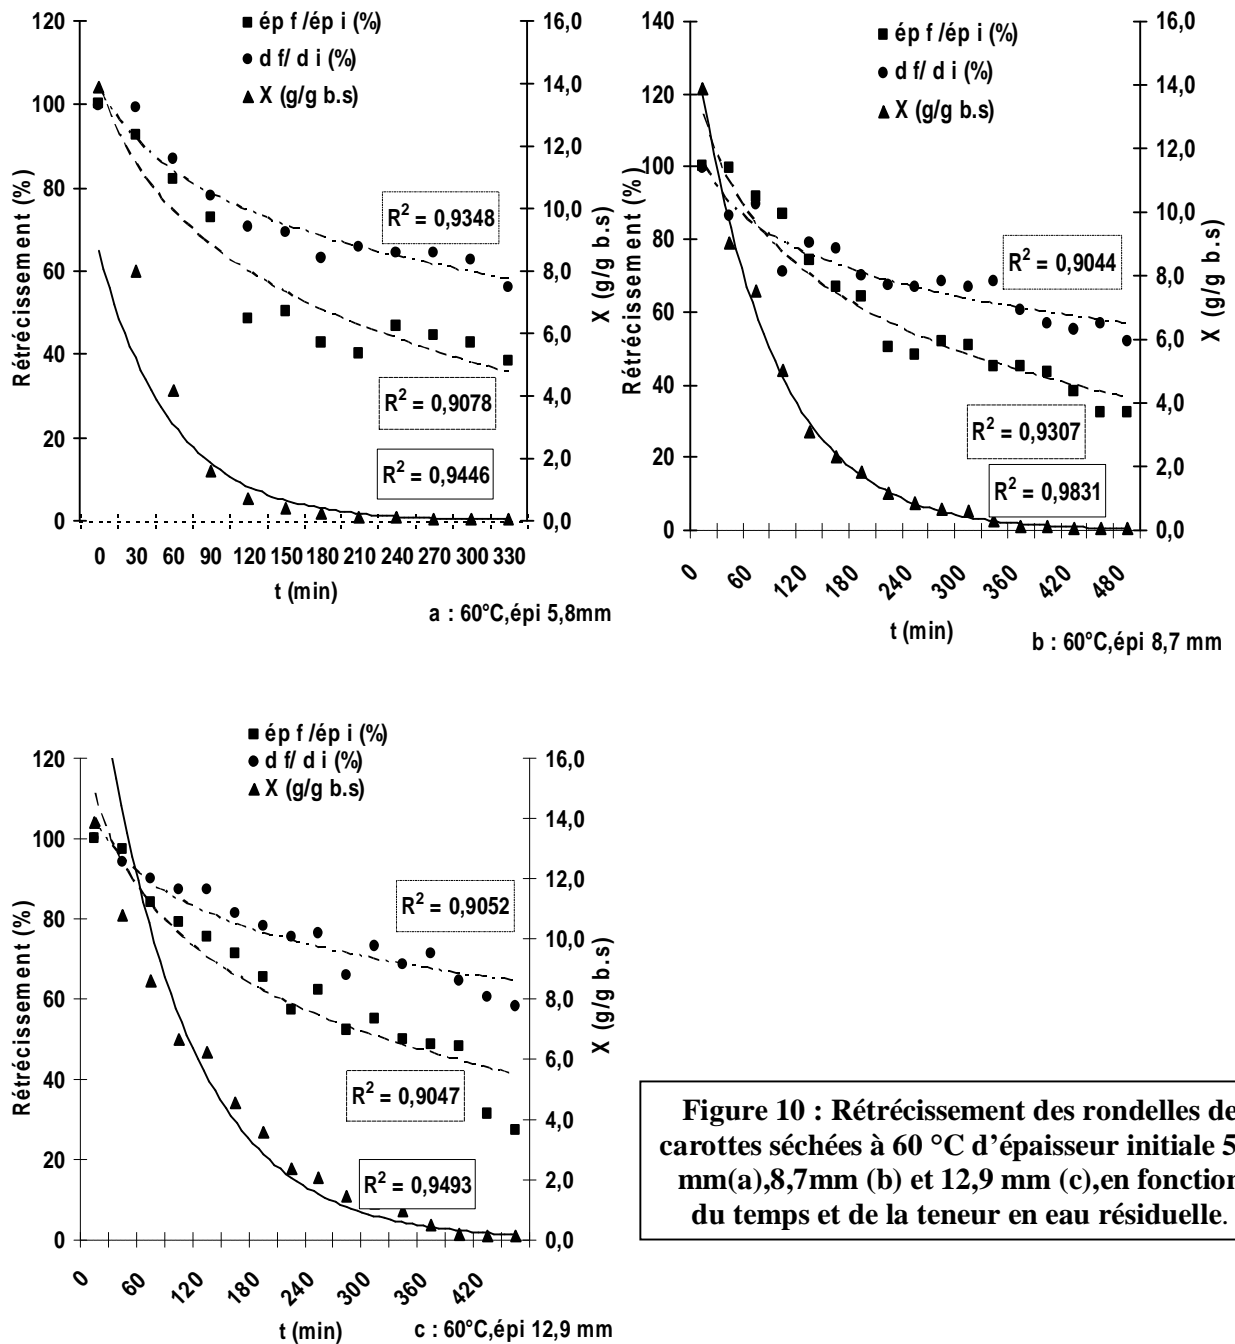 ép f /ép i (%)
d f/ d i (%)
X (g/g b.s)
120
100
80
60
40
20
0
Rétrécissement (%)
16,0
14,0
12,0
10,0
8,0
6,0
4,0
2,0
0,0
X (g/g b.s)
R² = 0,9348
R² = 0,9078
R² = 0,9446
0 30 60 90 120 150 180 210 240 270 300 330
t (min)
a : 60°C,épi 5,8mm
ép f /ép i (%)
d f/ d i (%)
X (g/g b.s)
140
120
100
80
60
40
20
0
Rétrécissement (%)
16,0
14,0
12,0
10,0
8,0
6,0
4,0
2,0
0,0
X (g/g b.s)
R² = 0,9044
R² = 0,9307
R² = 0,9831
0 60 120 180 240 300 360 420 480
t (min)
b : 60°C,épi 8,7 mm
ép f /ép i (%)
d f/ d i (%)
X (g/g b.s)
120
100
80
60
40
20
0
Rétrécissement (%)
16,0
14,0
12,0
10,0
8,0
6,0
4,0
2,0
0,0
X (g/g b.s)
R² = 0,9052
R² = 0,9047
R² = 0,9493
0 60 120 180 240 300 360 420
t (min)
c : 60°C,épi 12,9 mm
Figure 10 : Rétrécissement des rondelles de
carottes séchées à 60 °C d’épaisseur initiale 5
mm(a),8,7mm (b) et 12,9 mm (c),en fonction
du temps et de la teneur en eau résiduelle.